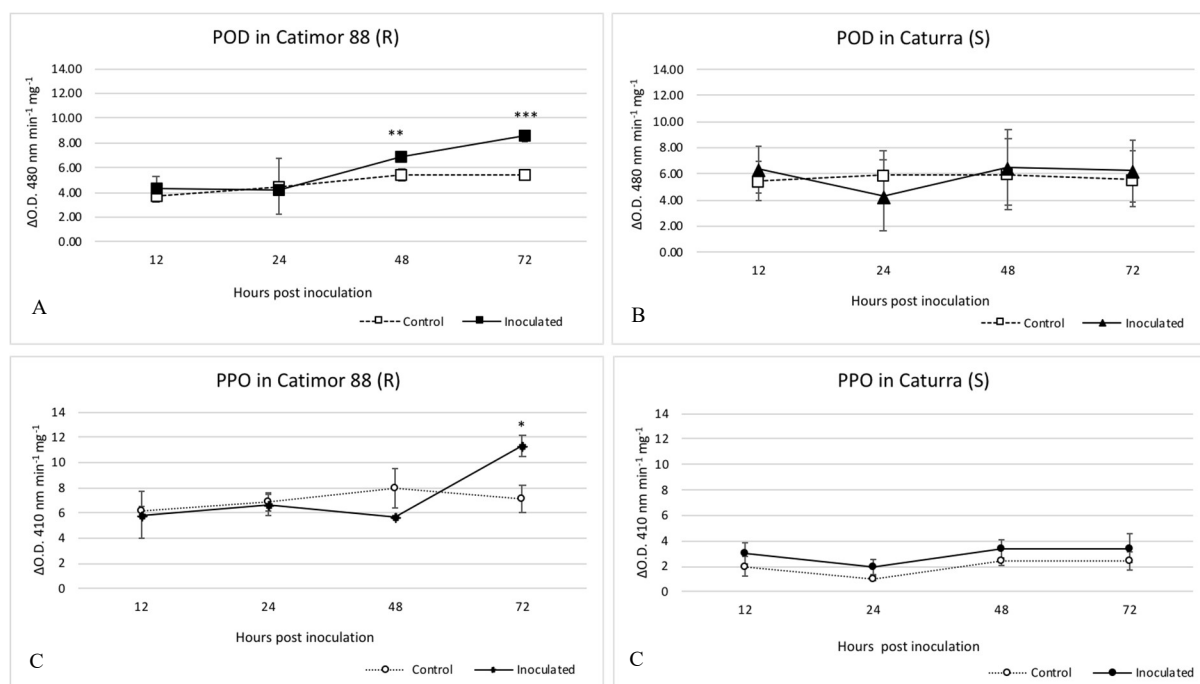 POD in Catimor 88 (R)
ΔO.D. 480 nm min⁻¹ mg⁻¹
14.00
12.00
10.00
8.00
6.00
4.00
2.00
0.00
**
***
12 24 48 72
Hours post inoculation
A
Control Inoculated
POD in Caturra (S)
ΔO.D. 480 nm min⁻¹ mg⁻¹
14.00
12.00
10.00
8.00
6.00
4.00
2.00
0.00
12 24 48 72
Hours post inoculation
B
Control Inoculated
PPO in Catimor 88 (R)
ΔO.D. 410 nm min⁻¹ mg⁻¹
14
12
10
8
6
4
2
0
*
12 24 48 72
Hours post inoculation
C
Control Inoculated
PPO in Caturra (S)
ΔO.D. 410 nm min⁻¹ mg⁻¹
14
12
10
8
6
4
2
0
12 24 48 72
Hours post inoculation
C
Control Inoculated